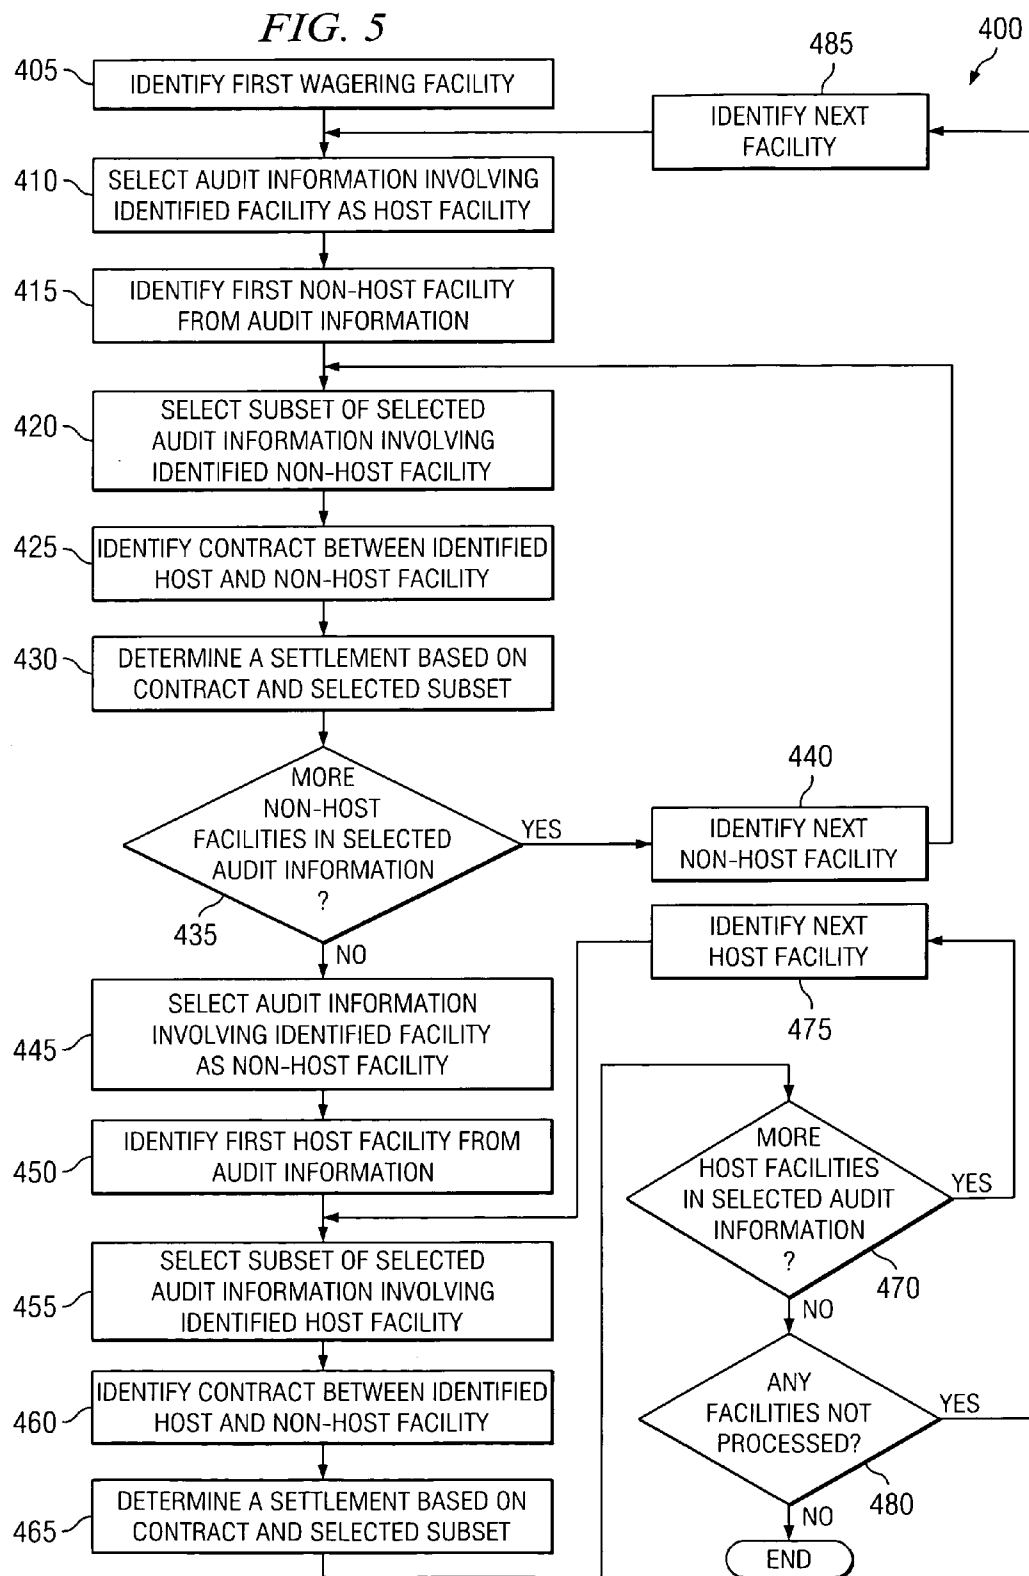 FIG. 5
400
405
IDENTIFY FIRST WAGERING FACILITY
485
IDENTIFY NEXT
FACILITY
410
SELECT AUDIT INFORMATION INVOLVING
IDENTIFIED FACILITY AS HOST FACILITY
415
IDENTIFY FIRST NON-HOST FACILITY
FROM AUDIT INFORMATION
420
SELECT SUBSET OF SELECTED
AUDIT INFORMATION INVOLVING
IDENTIFIED NON-HOST FACILITY
425
IDENTIFY CONTRACT BETWEEN IDENTIFIED
HOST AND NON-HOST FACILITY
430
DETERMINE A SETTLEMENT BASED ON
CONTRACT AND SELECTED SUBSET
MORE
NON-HOST
FACILITIES IN SELECTED
AUDIT INFORMATION
?
435
YES
NO
440
IDENTIFY NEXT
NON-HOST FACILITY
IDENTIFY NEXT
HOST FACILITY
475
445
SELECT AUDIT INFORMATION
INVOLVING IDENTIFIED FACILITY
AS NON-HOST FACILITY
450
IDENTIFY FIRST HOST FACILITY FROM
AUDIT INFORMATION
455
SELECT SUBSET OF SELECTED
AUDIT INFORMATION INVOLVING
IDENTIFIED HOST FACILITY
460
IDENTIFY CONTRACT BETWEEN IDENTIFIED
HOST AND NON-HOST FACILITY
465
DETERMINE A SETTLEMENT BASED ON
CONTRACT AND SELECTED SUBSET
MORE
HOST FACILITIES
IN SELECTED AUDIT
INFORMATION
?
470
YES
NO
ANY
FACILITIES NOT
PROCESSED?
480
YES
NO
END